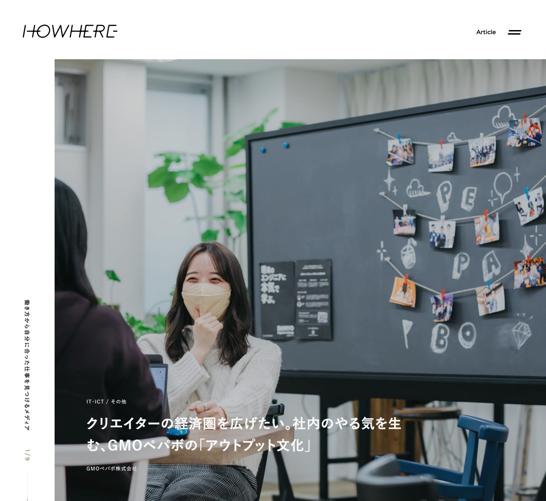 HOWHERE
Article
働き方から自分に合った仕事を見つけるメディア
1/9
PE
PA
BO
IT・ICT / その他
クリエイターの経済圏を広げたい。社内のやる気を生
む、GMOペパボの「アウトプット文化」
GMOペパボ株式会社